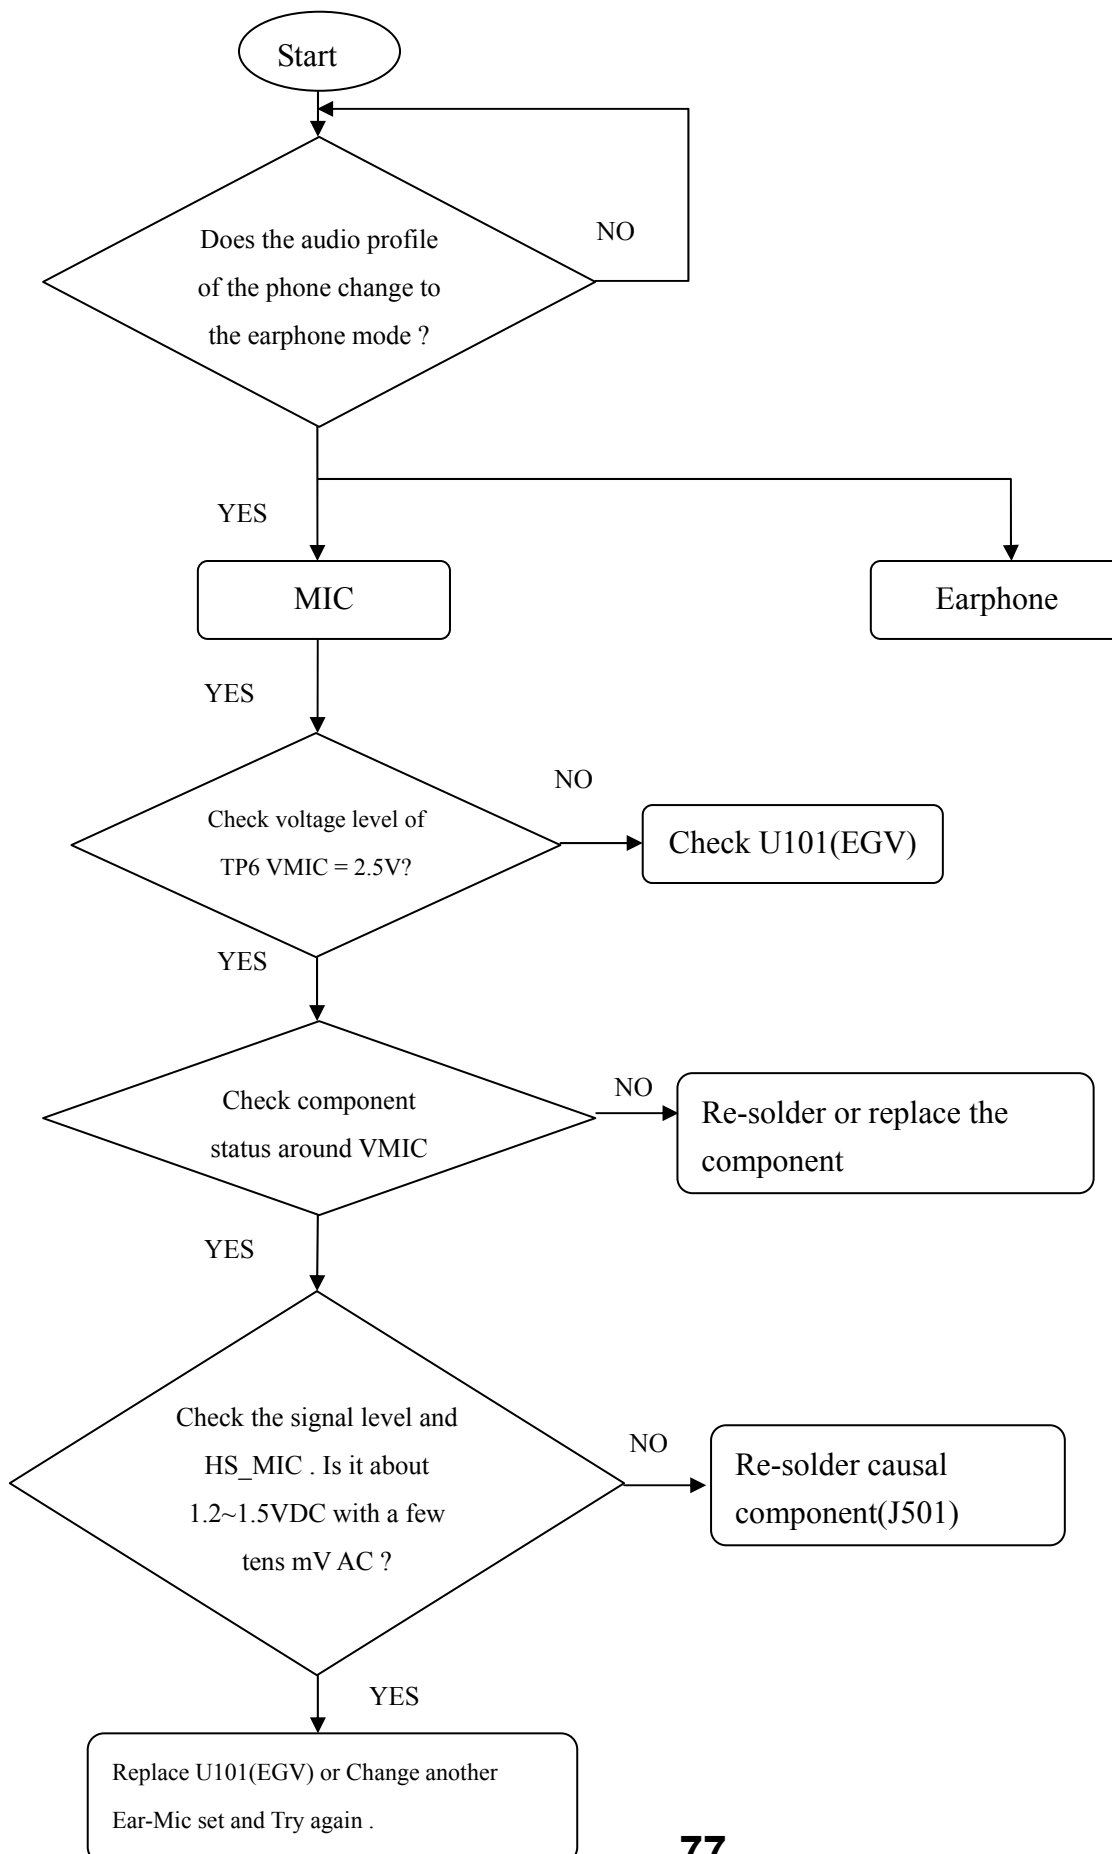 Start
NO
Does the audio profile
of the phone change to
the earphone mode ?
YES
MIC
Earphone
YES
NO
Check voltage level of
TP6 VMIC = 2.5V?
Check U101(EGV)
YES
NO
Check component
status around VMIC
Re-solder or replace the
component
YES
Check the signal level and
HS_MIC . Is it about
1.2~1.5VDC with a few
tens mV AC ?
NO
Re-solder causal
component(J501)
YES
Replace U101(EGV) or Change another
Ear-Mic set and Try again .
77